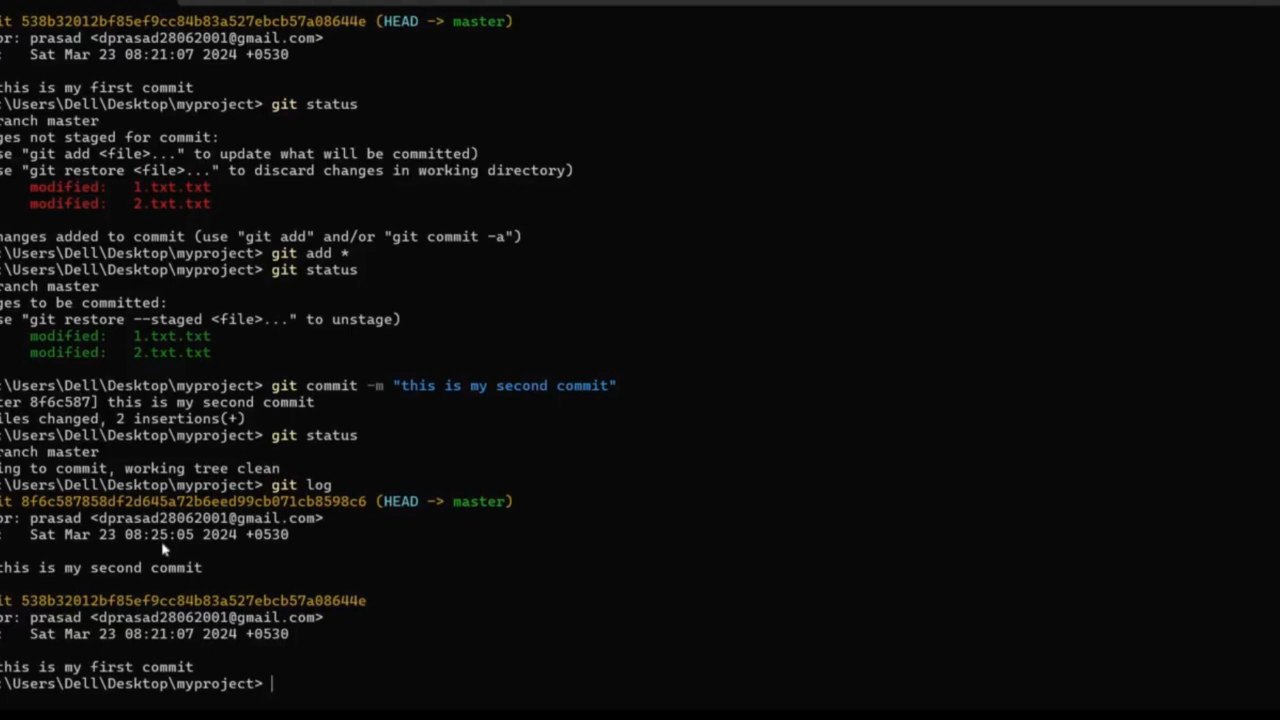 it 538b32012bf85ef9cc84b83a527ebcb57a08644e (HEAD -> master)
or: prasad <dprasad28062001@gmail.com>
:   Sat Mar 23 08:21:07 2024 +0530
this is my first commit
:\Users\Dell\Desktop\myproject> git status
ranch master
ges not staged for commit:
se "git add <file>..." to update what will be committed)
se "git restore <file>..." to discard changes in working directory)
modified:   1.txt.txt
modified:   2.txt.txt
hanges added to commit (use "git add" and/or "git commit -a")
:\Users\Dell\Desktop\myproject> git add *
:\Users\Dell\Desktop\myproject> git status
ranch master
ges to be committed:
se "git restore --staged <file>..." to unstage)
modified:   1.txt.txt
modified:   2.txt.txt
:\Users\Dell\Desktop\myproject> git commit -m "this is my second commit"
ter 8f6c587] this is my second commit
iles changed, 2 insertions(+)
:\Users\Dell\Desktop\myproject> git status
ranch master
ing to commit, working tree clean
:\Users\Dell\Desktop\myproject> git log
it 8f6c587858df2d645a72b6eed99cb071cb8598c6 (HEAD -> master)
or: prasad <dprasad28062001@gmail.com>
:   Sat Mar 23 08:25:05 2024 +0530
this is my second commit
it 538b32012bf85ef9cc84b83a527ebcb57a08644e
or: prasad <dprasad28062001@gmail.com>
:   Sat Mar 23 08:21:07 2024 +0530
this is my first commit
:\Users\Dell\Desktop\myproject>